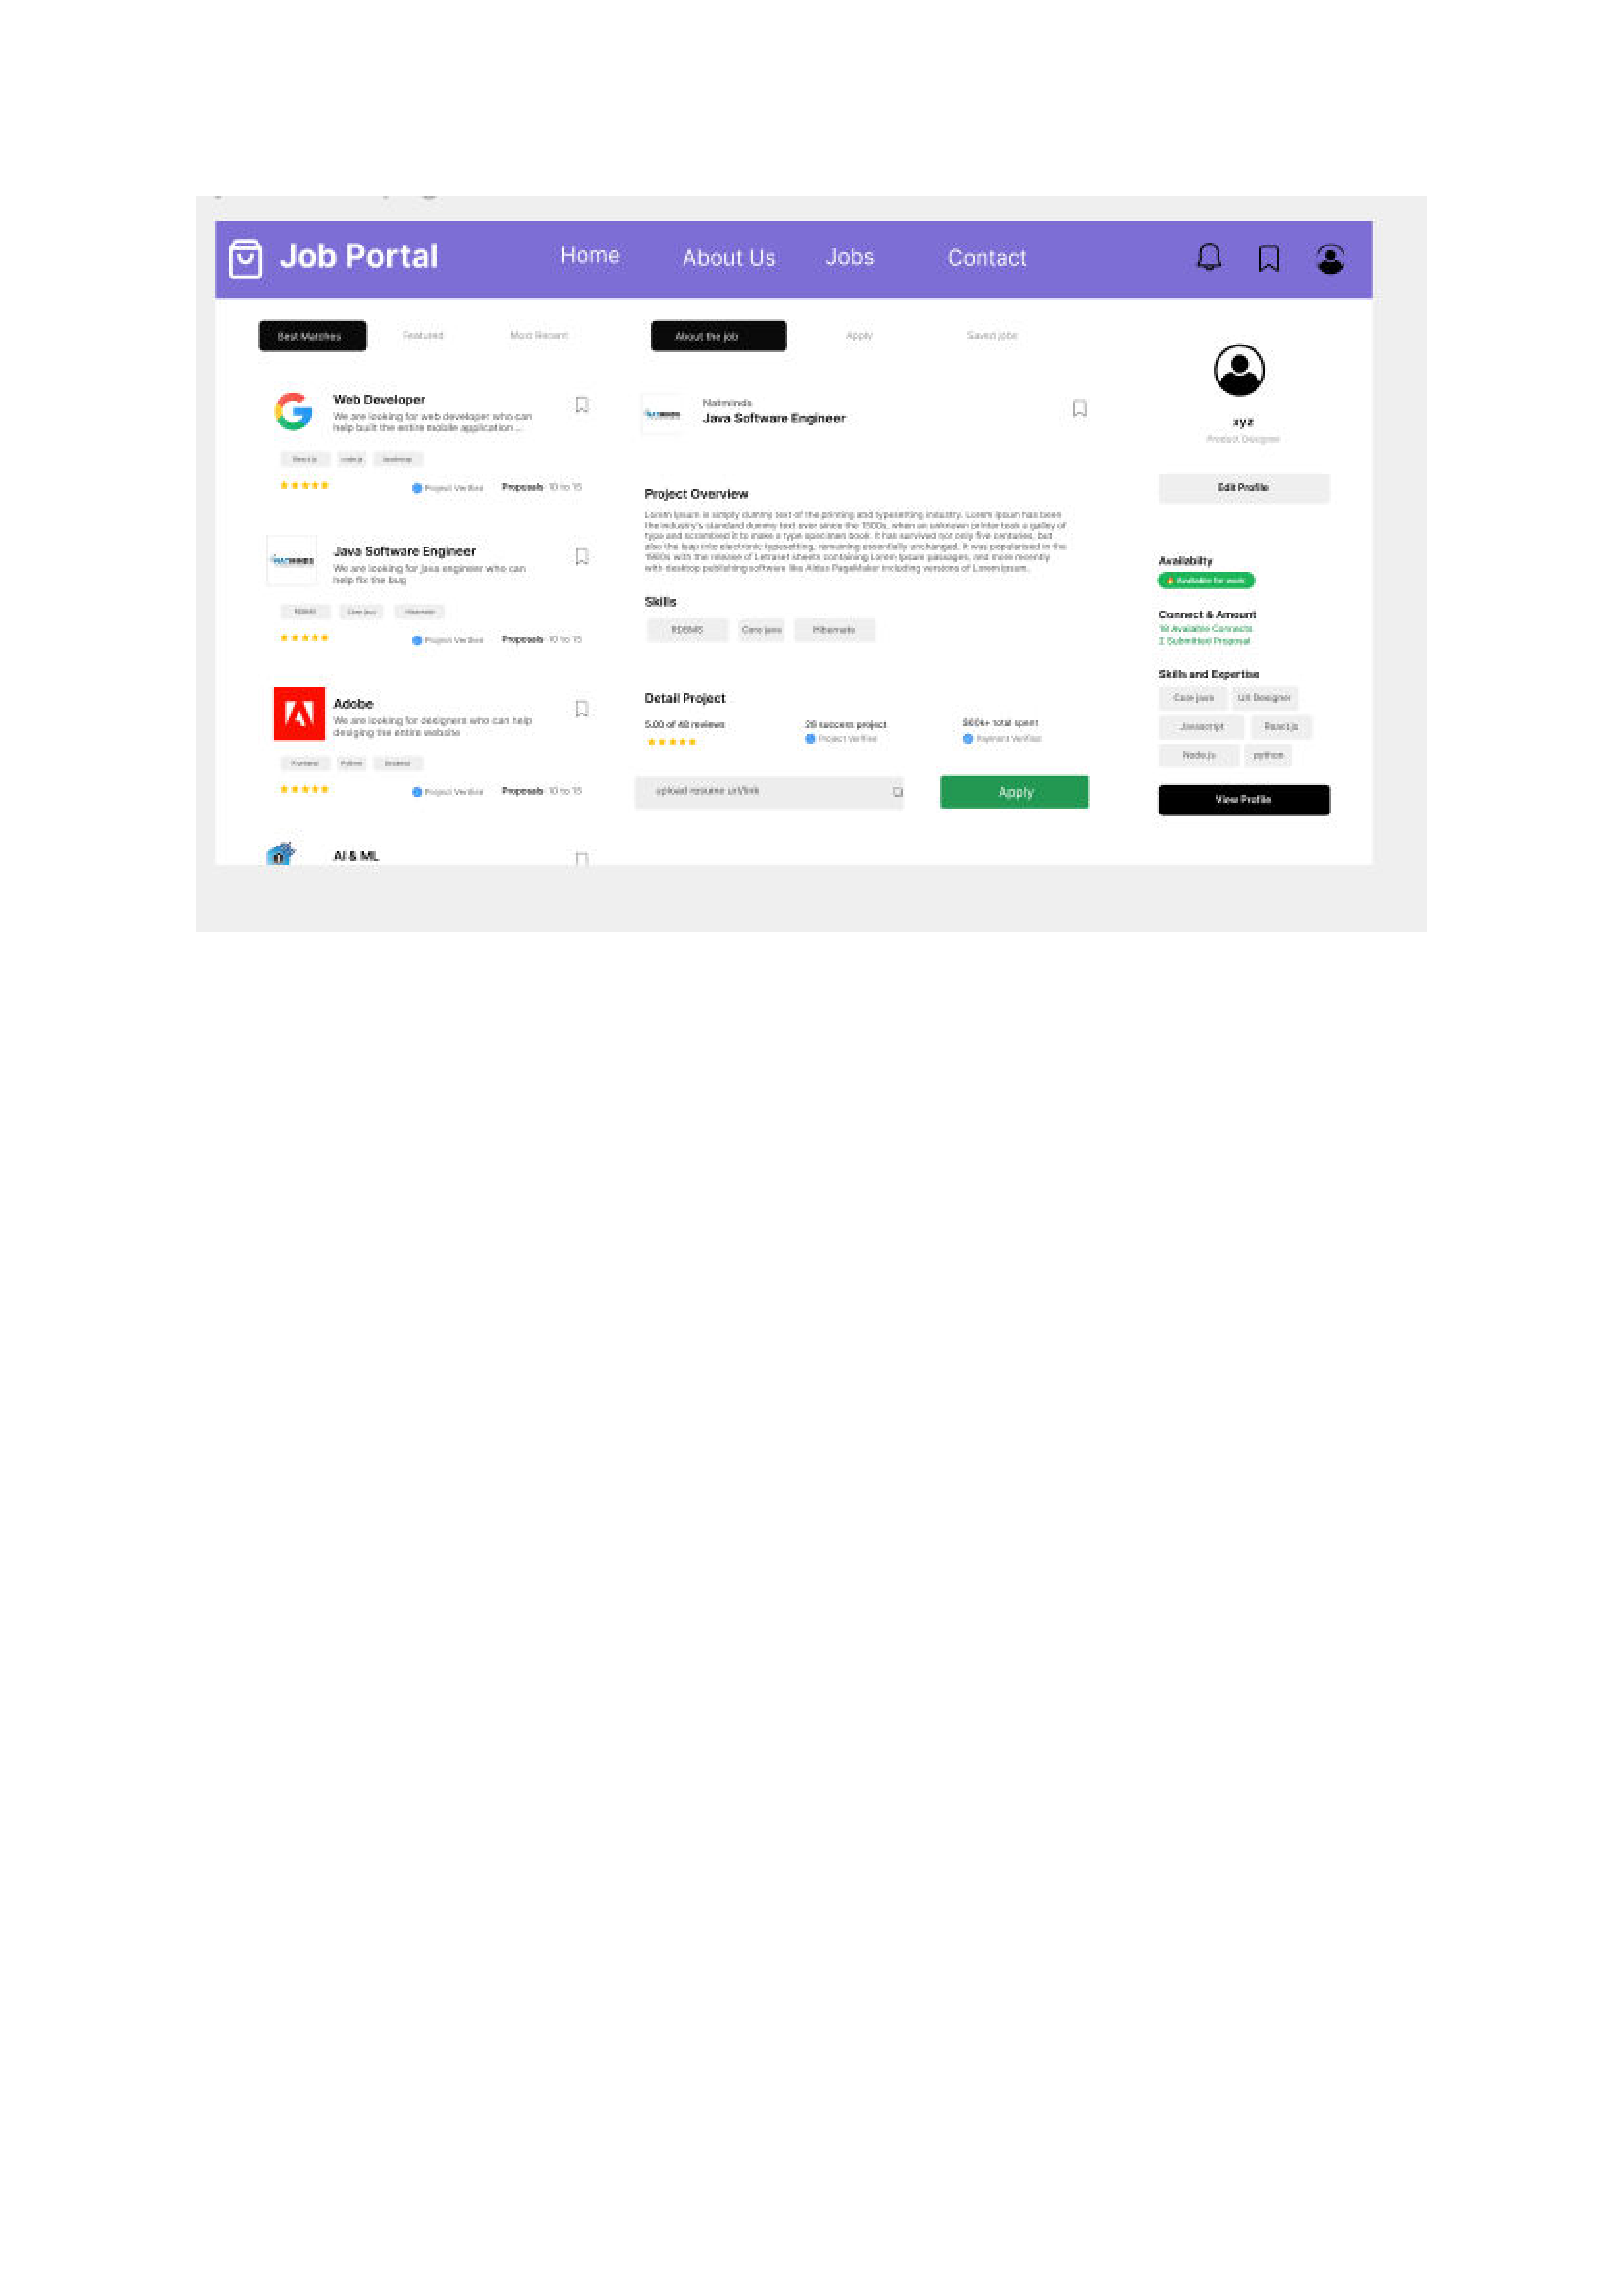 Job Portal
Home
About Us
Jobs
Contact
Best Matches
Featured
Most Recent
Web Developer
We are looking for web developer who can
help built the entire mobile application ...
React.js
node.js
Project Verified
Proposals 10 to 15
Java Software Engineer
We are looking for java engineer who can
help fix the bug
RDBMS
Core java
Hibernate
Project Verified
Proposals 10 to 15
Adobe
We are looking for designers who can help
desiging the entire website
Frontend
Python
Project Verified
Proposals 10 to 15
AI & ML
About the job
Apply
Saved jobs
Natminds
Java Software Engineer
Project Overview
Lorem Ipsum is simply dummy text of the printing and typesetting industry. Lorem Ipsum has been
the industry's standard dummy text ever since the 1500s, when an unknown printer took a galley of
type and scrambled it to make a type specimen book. It has survived not only five centuries, but
also the leap into electronic typesetting, remaining essentially unchanged. It was popularised in the
1960s with the release of Letraset sheets containing Lorem Ipsum passages, and more recently
with desktop publishing software like Aldus PageMaker including versions of Lorem Ipsum.
Skills
RDBMS
Core java
Hibernate
Detail Project
5.00 of 48 reviews
28 success project
Project Verified
$60k+ total spent
Payment Verified
upload resume url/link
Apply
xyz
Product Designer
Edit Profile
Availabilty
Available for work
Connect & Amount
18 Available Connects
2 Submitted Proposal
Skills and Expertise
Core java
UX Designer
Javascript
React.js
Node.js
python
View Profile